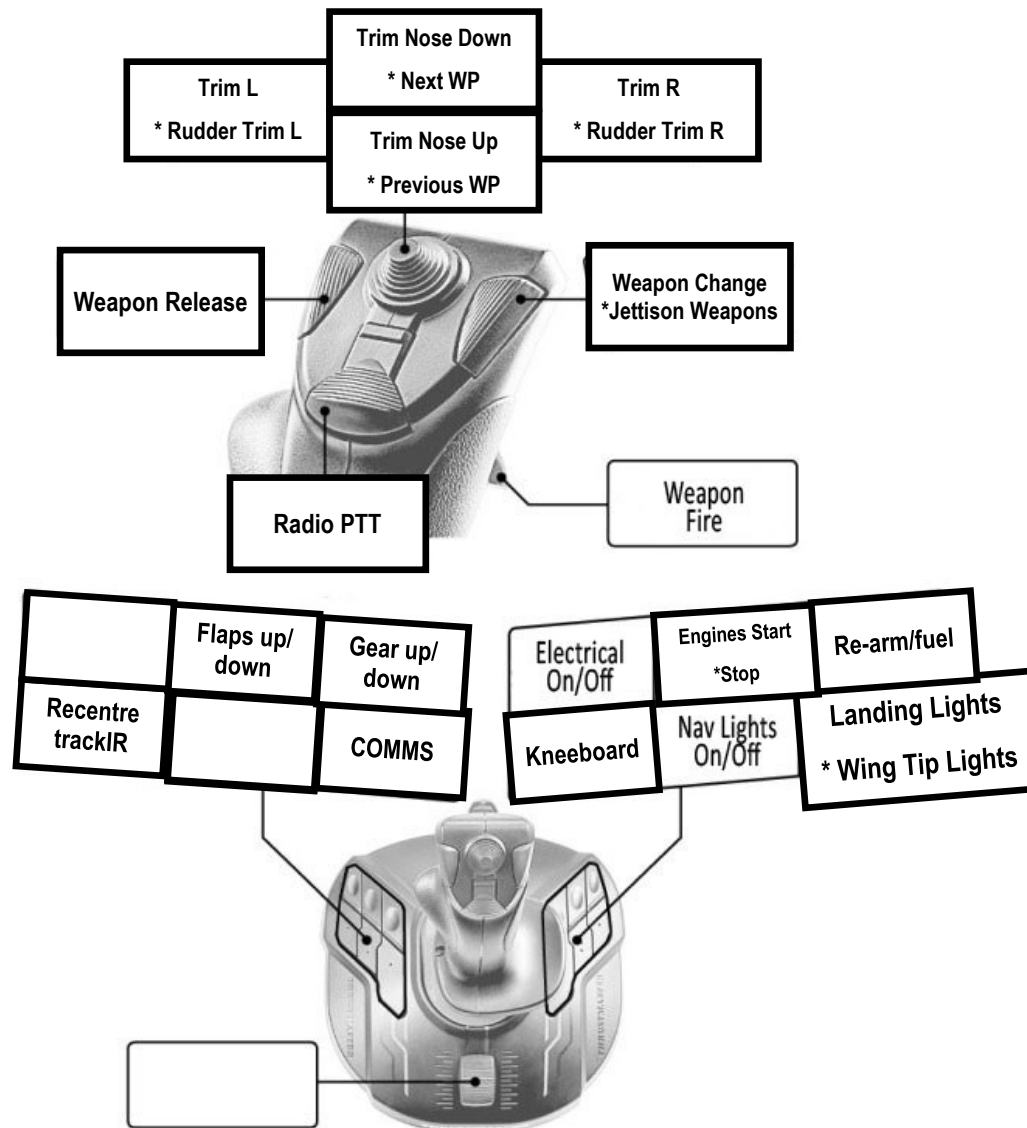 Trim Nose Down
* Next WP
Trim L
* Rudder Trim L
Trim R
* Rudder Trim R
Trim Nose Up
* Previous WP
Weapon Release
Weapon Change
*Jettison Weapons
Radio PTT
Weapon
Fire
Flaps up/
down
Gear up/
down
Recentre
trackIR
COMMS
Electrical
On/Off
Engines Start
*Stop
Re-arm/fuel
Kneeboard
Nav Lights
On/Off
Landing Lights
* Wing Tip Lights
THRUSTMASTER